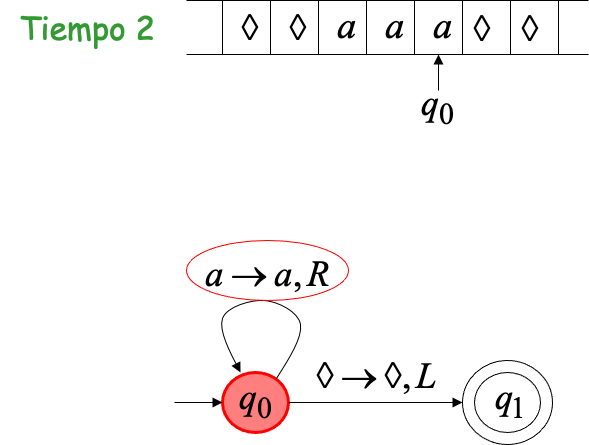 Tiempo 2
◊ ◊ a a a ◊ ◊
q₀
a → a, R
◊ → ◊, L
q₀
q₁